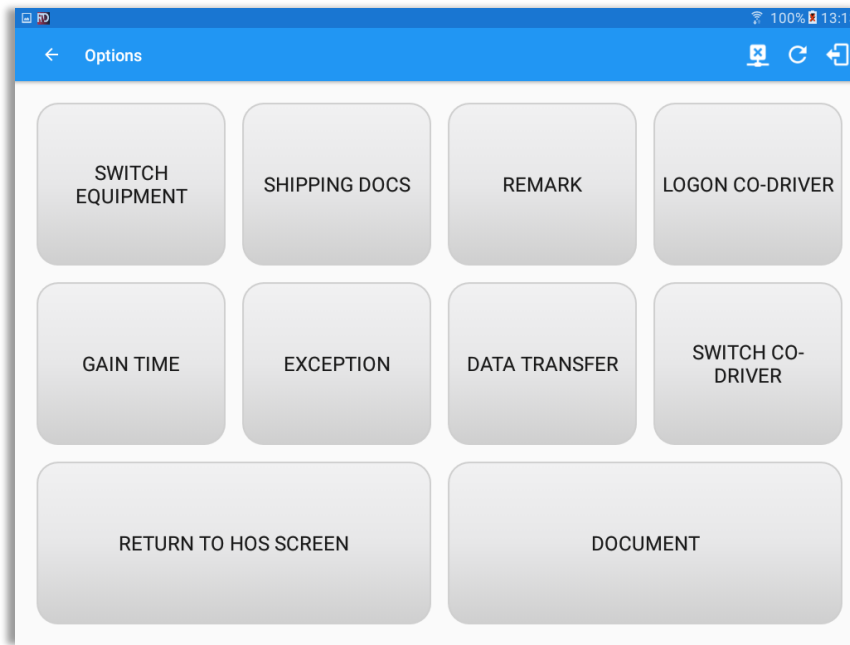 100% 13:1
Options
SWITCH
EQUIPMENT
SHIPPING DOCS
REMARK
LOGON CO-DRIVER
GAIN TIME
EXCEPTION
DATA TRANSFER
SWITCH CO-
DRIVER
RETURN TO HOS SCREEN
DOCUMENT